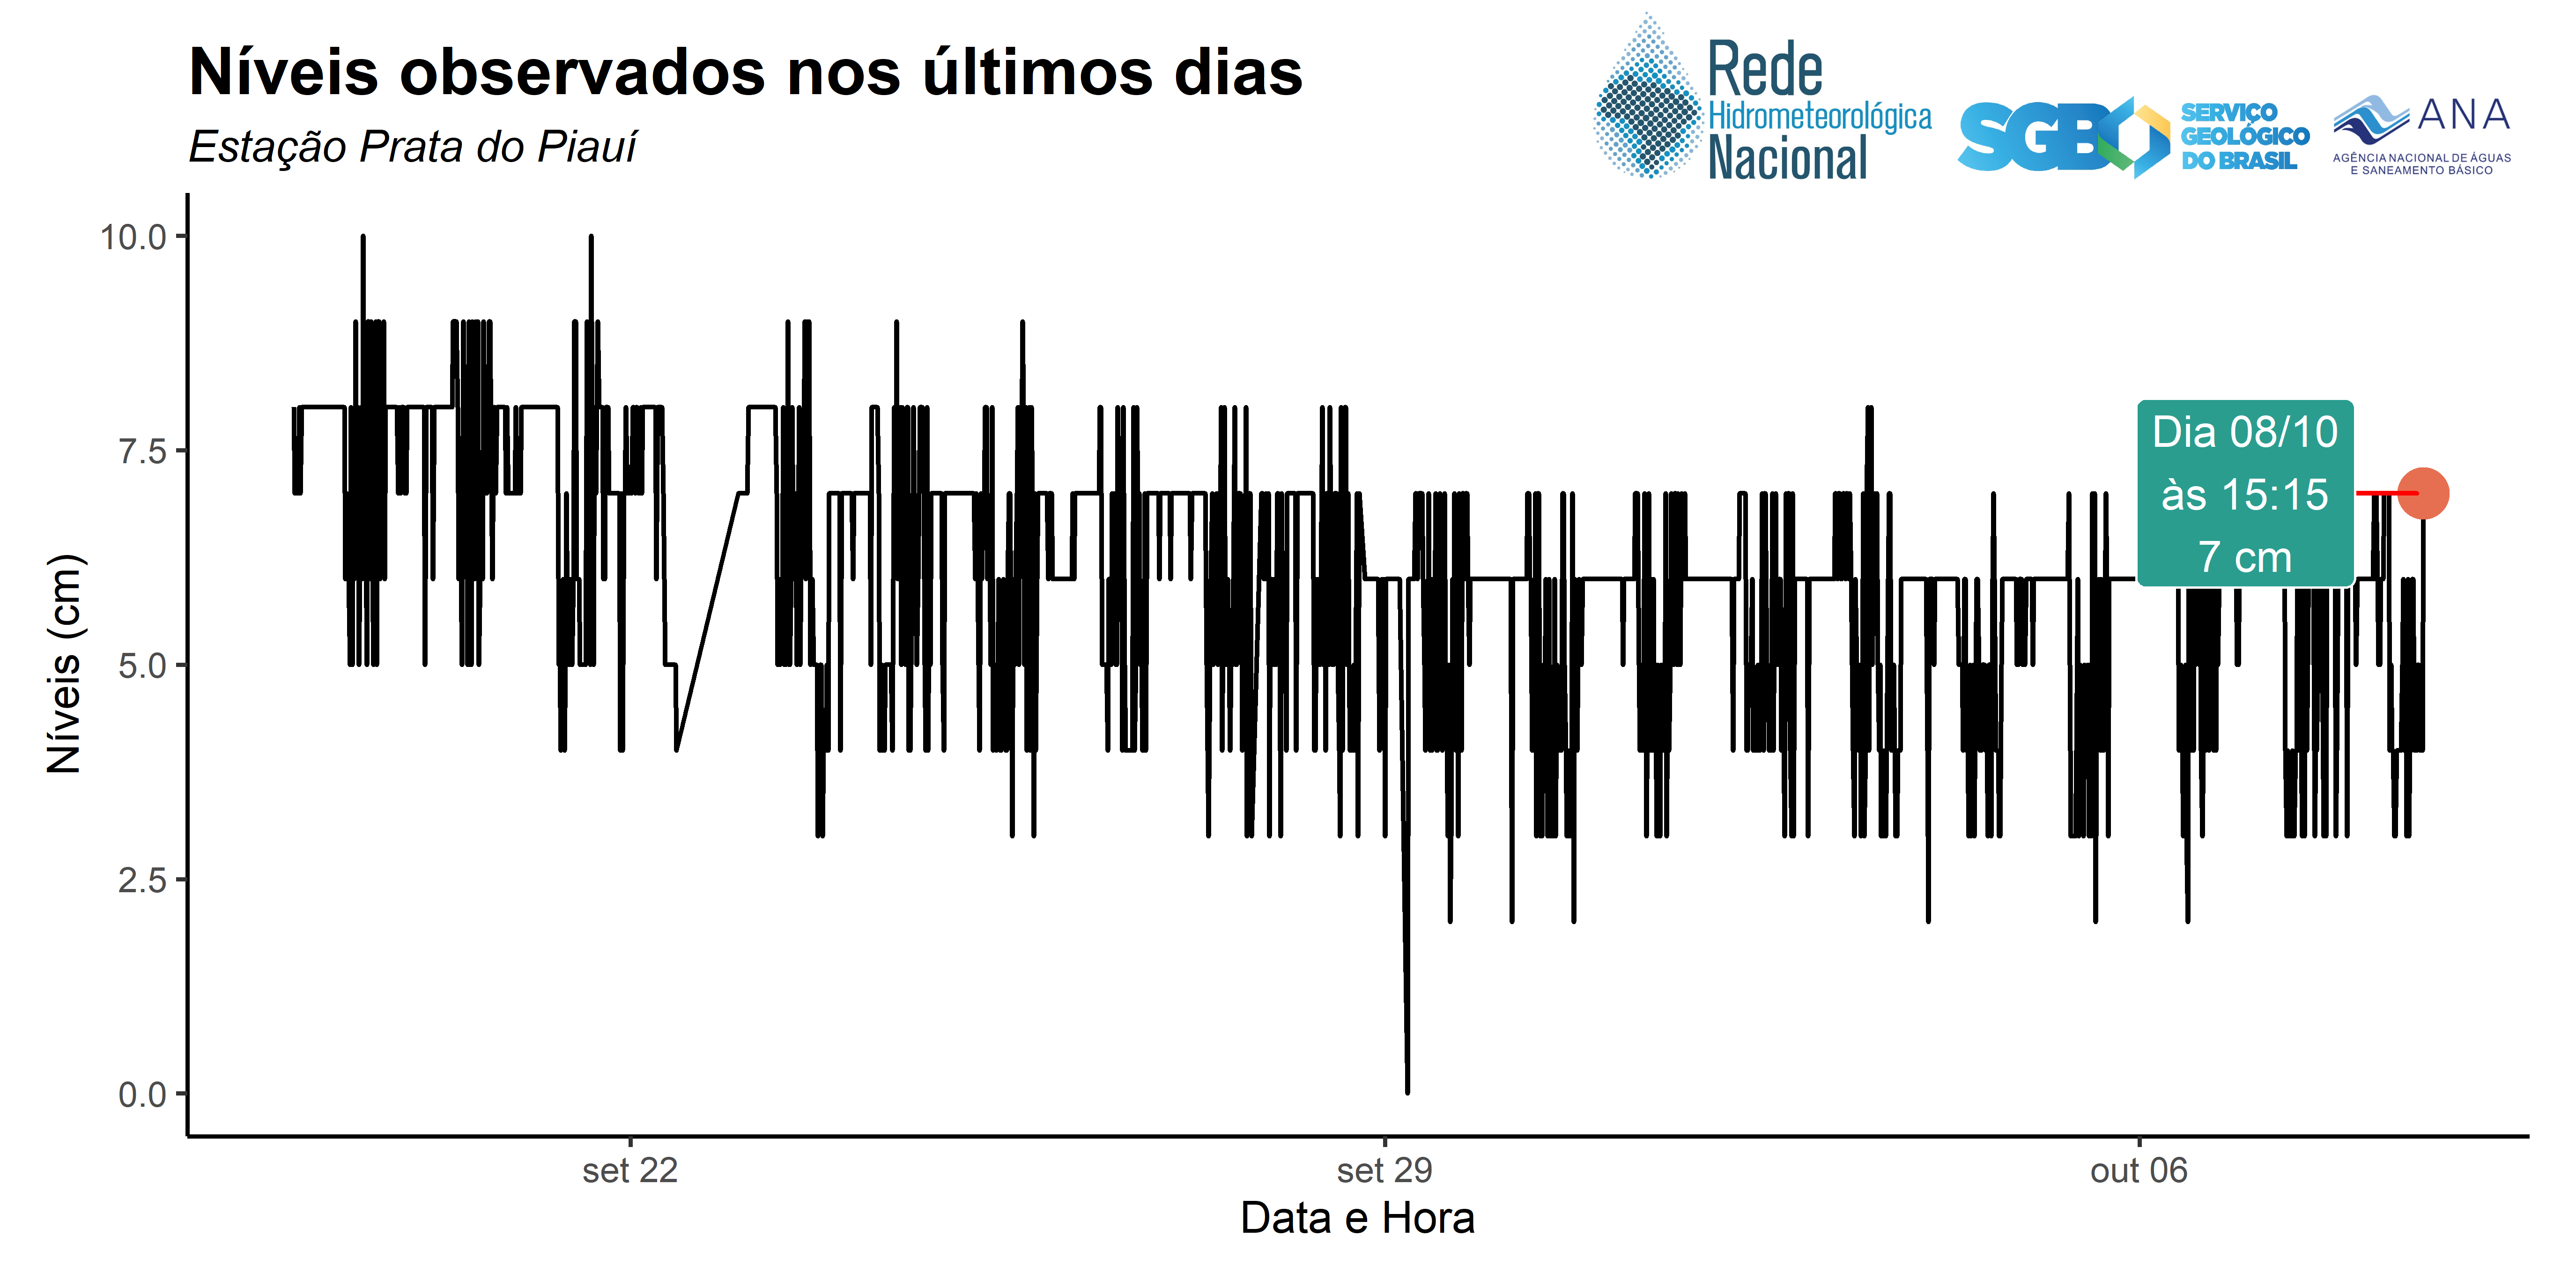 Níveis observados nos últimos dias
Estação Prata do Piauí
Rede
Hidrometeorológica
Nacional
SGB
SERVIÇO
GEOLÓGICO
DO BRASIL
ANA
AGÊNCIA NACIONAL DE ÁGUAS
E SANEAMENTO BÁSICO
Níveis (cm)
10.0
7.5
5.0
2.5
0.0
Dia 08/10
às 15:15
7 cm
set 22
set 29
out 06
Data e Hora